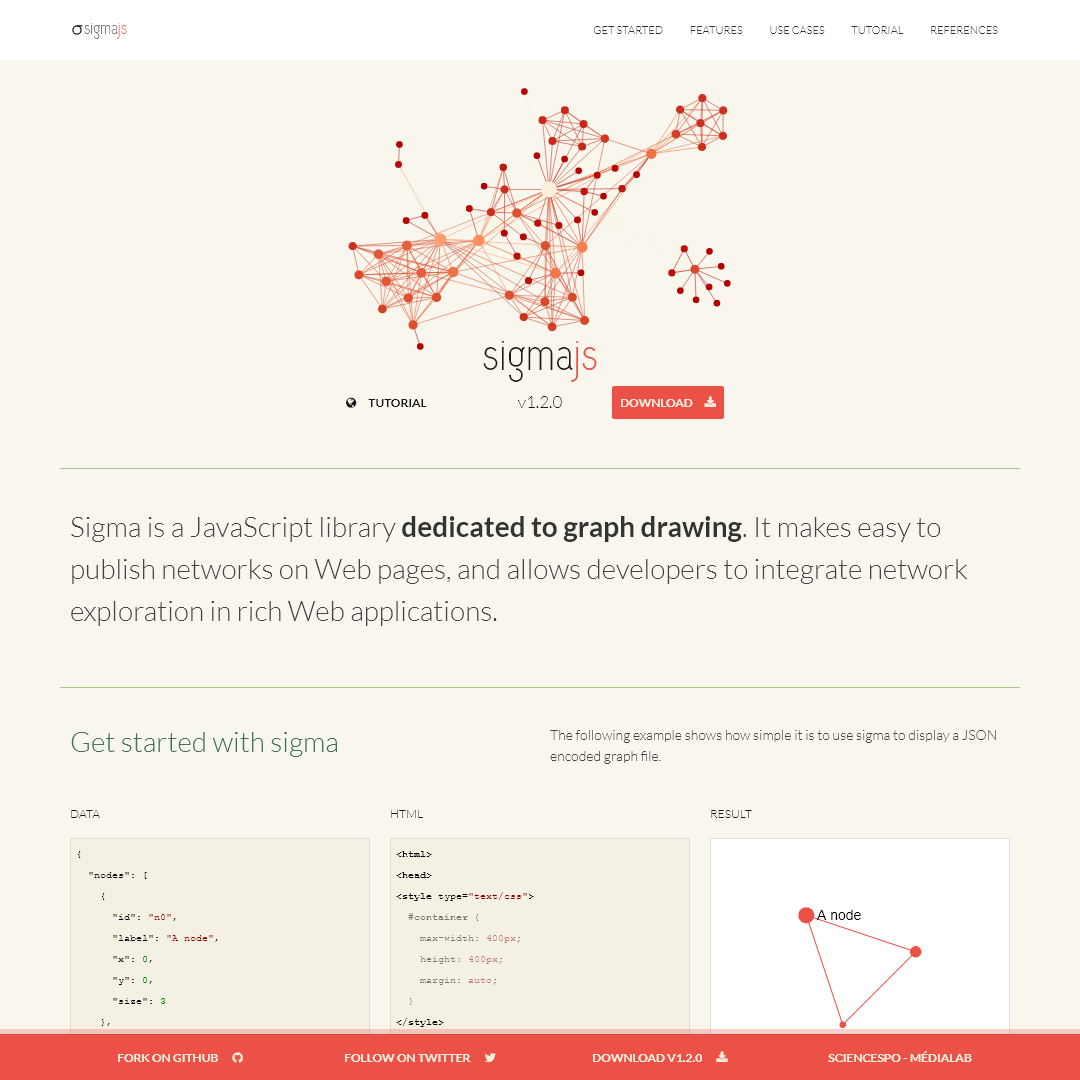 σsigmajs
GET STARTED FEATURES USE CASES TUTORIAL REFERENCES
sigmajs
TUTORIAL v1.2.0 DOWNLOAD
Sigma is a JavaScript library dedicated to graph drawing. It makes easy to
publish networks on Web pages, and allows developers to integrate network
exploration in rich Web applications.
Get started with sigma
The following example shows how simple it is to use sigma to display a JSON
encoded graph file.
DATA
{
  "nodes": [
    {
      "id": "n0",
      "label": "A node",
      "x": 0,
      "y": 0,
      "size": 3
    },
HTML
<html>
<head>
<style type="text/css">
  #container {
    max-width: 400px;
    height: 400px;
    margin: auto;
  }
</style>
RESULT
A node
FORK ON GITHUB FOLLOW ON TWITTER DOWNLOAD V1.2.0 SCIENCESPO - MÉDIALAB